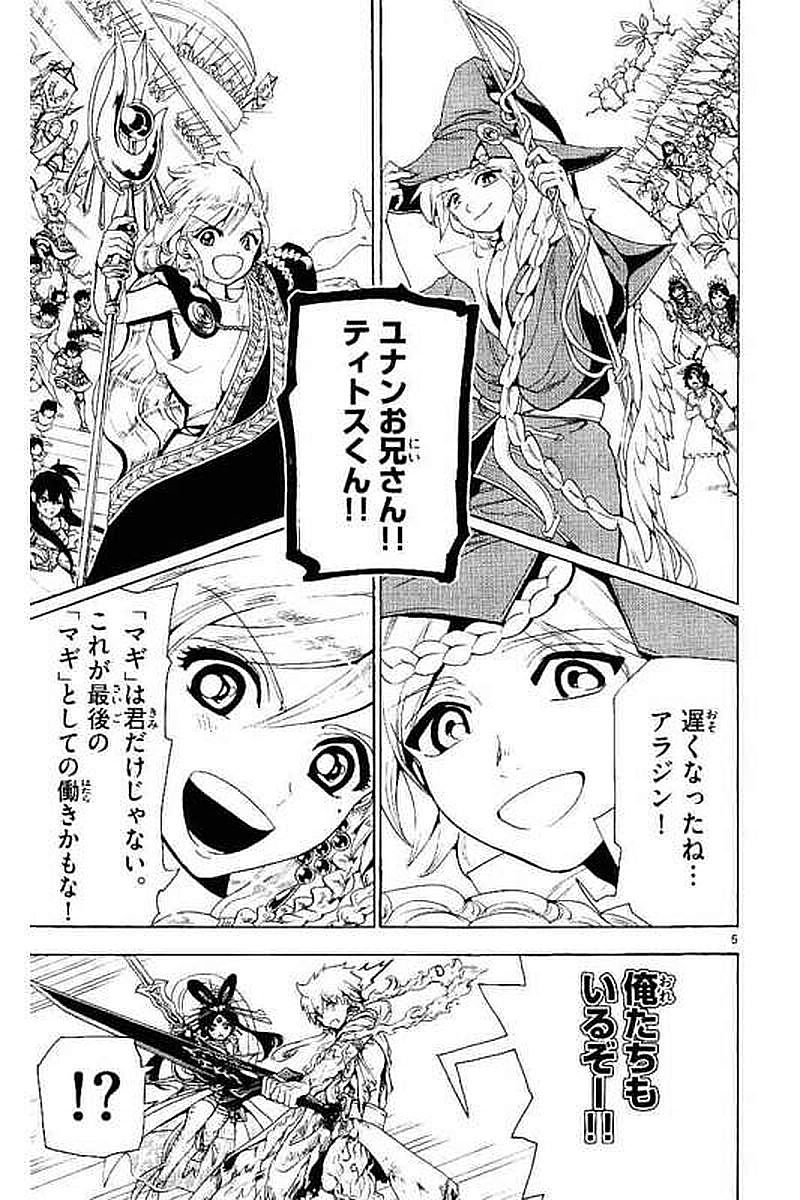 ユナンお兄さん!!
ティトスくん!!
遅くなったね…
アラジン!
「マギ」は君だけじゃない。
これが最後の
「マギ」としての働きかもな!
5
俺たちも
いるぞー!!
!?